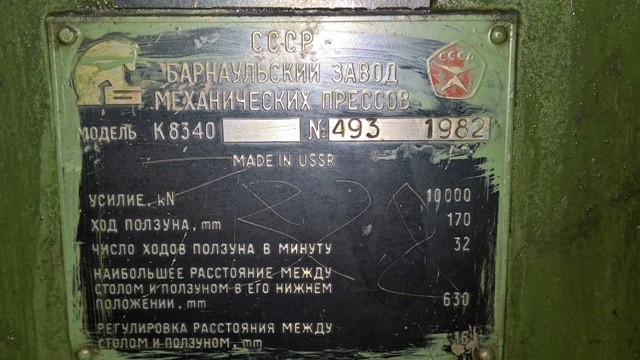 СССР
БАРНАУЛЬСКИЙ ЗАВОД
МЕХАНИЧЕСКИХ ПРЕССОВ
СССР
МОДЕЛЬ К8340 № 493 1982
MADE IN USSR
УСИЛИЕ, kN 10000
ХОД ПОЛЗУНА, mm 170
ЧИСЛО ХОДОВ ПОЛЗУНА В МИНУТУ 32
НАИБОЛЬШЕЕ РАССТОЯНИЕ МЕЖДУ
СТОЛОМ И ПОЛЗУНОМ В ЕГО НИЖНЕМ
ПОЛОЖЕНИИ, mm 630
РЕГУЛИРОВКА РАССТОЯНИЯ МЕЖДУ
СТОЛОМ И ПОЛЗУНОМ, mm